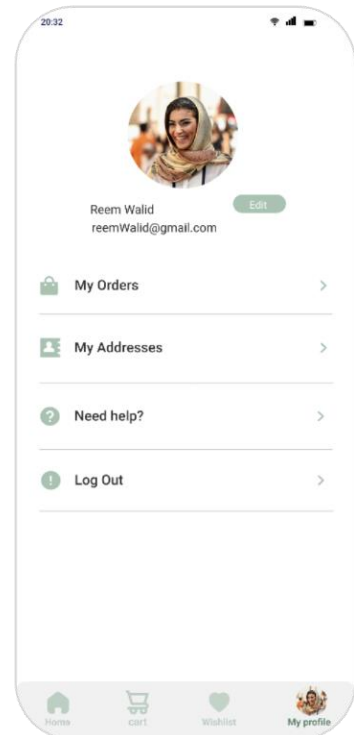 20:32
Reem Walid
Edit
reemWalid@gmail.com
My Orders
My Addresses
Need help?
Log Out
Home
cart
Wishlist
My profile